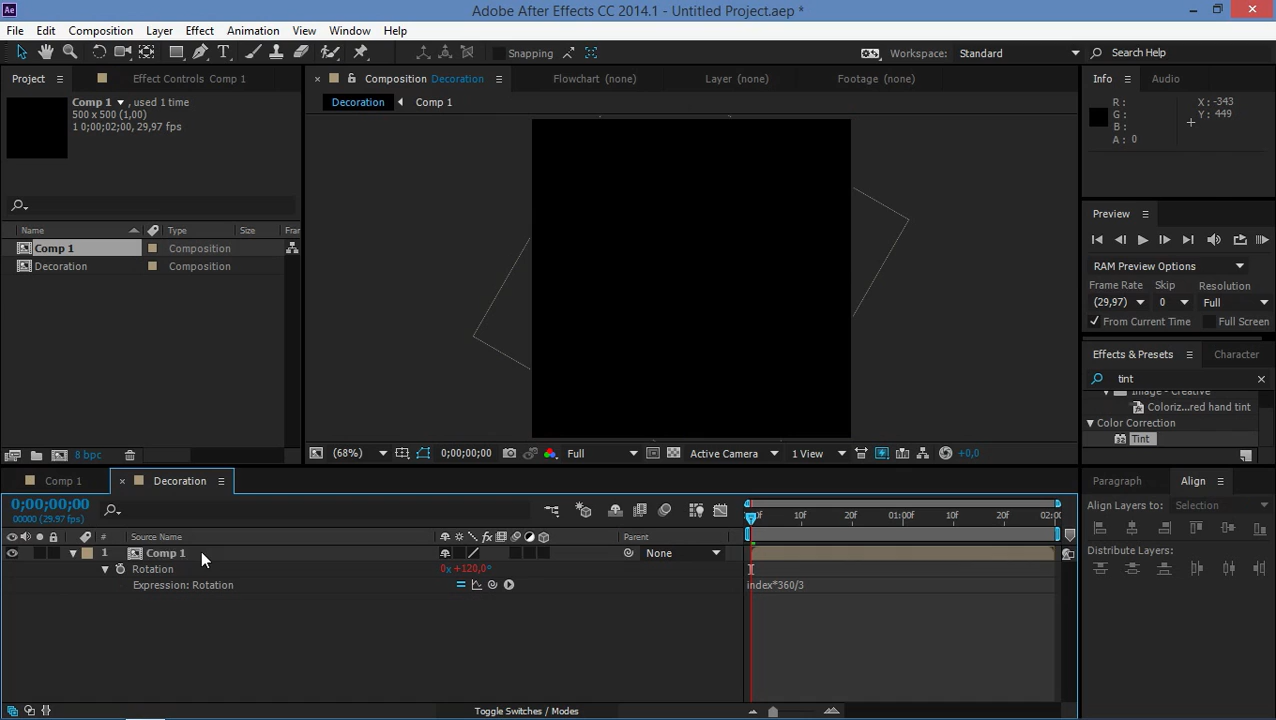 Adobe After Effects CC 2014.1 - Untitled Project.aep *
File Edit Composition Layer Effect Animation View Window Help
Snapping Workspace: Standard Search Help
Project Effect Controls Comp 1
Composition Decoration Flowchart (none) Layer (none) Footage (none)
Info Audio
Comp 1 , used 1 time
500 x 500 (1,00)
1 0;00;02;00, 29,97 fps
Decoration Comp 1
R :
G :
B :
A : 0
X : -343
Y : 449
Preview
RAM Preview Options
Frame Rate Skip Resolution
(29,97) 0 Full
From Current Time Full Screen
Name Type Size Fran
Comp 1 Composition
Decoration Composition
Effects & Presets Character
tint
Image - Creative
Coloriz...red hand tint
Color Correction
Tint
8 bpc
(68%) 0;00;00;00 Full Active Camera 1 View +0,0
Comp 1 Decoration
Paragraph Align
0;00;00;00
00000 (29.97 fps)
Align Layers to: Selection
10f 20f 01:00f 10f 20f 02:00
# Source Name Parent
Distribute Layers:
1 Comp 1 None
Rotation 0x +120,0°
Expression: Rotation index*360/3
Toggle Switches / Modes